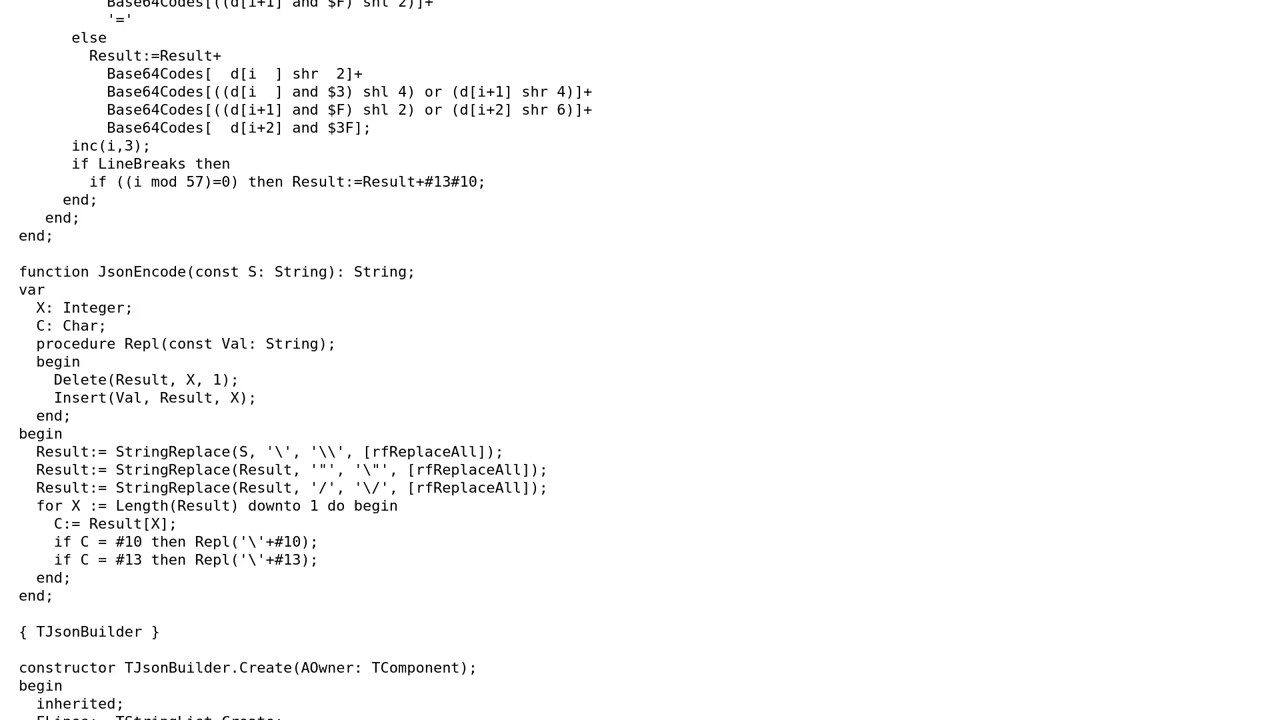 Base64Codes[((d[i+1] and $F) shl 2)]+
'='
else
Result:=Result+
Base64Codes[  d[i  ] shr  2]+
Base64Codes[((d[i  ] and $3) shl 4) or (d[i+1] shr 4)]+
Base64Codes[((d[i+1] and $F) shl 2) or (d[i+2] shr 6)]+
Base64Codes[  d[i+2] and $3F];
inc(i,3);
if LineBreaks then
if ((i mod 57)=0) then Result:=Result+#13#10;
end;
end;
end;
function JsonEncode(const S: String): String;
var
X: Integer;
C: Char;
procedure Repl(const Val: String);
begin
Delete(Result, X, 1);
Insert(Val, Result, X);
end;
begin
Result:= StringReplace(S, '\', '\\', [rfReplaceAll]);
Result:= StringReplace(Result, '"', '\"', [rfReplaceAll]);
Result:= StringReplace(Result, '/', '\/', [rfReplaceAll]);
for X := Length(Result) downto 1 do begin
C:= Result[X];
if C = #10 then Repl('\'+#10);
if C = #13 then Repl('\'+#13);
end;
end;
{ TJsonBuilder }
constructor TJsonBuilder.Create(AOwner: TComponent);
begin
inherited;
FLines:= TStringList.Create;